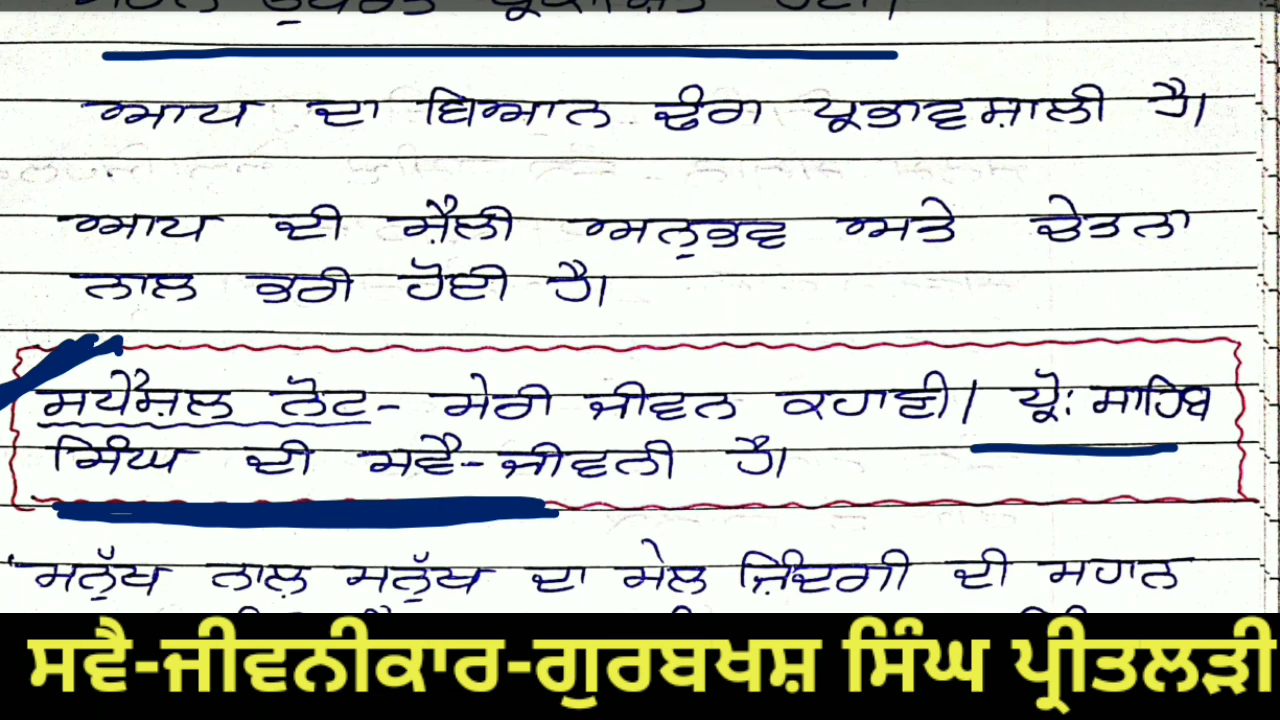 ਆਪ ਦਾ ਬਿਆਨ ਢੰਗ ਪ੍ਰਭਾਵਸ਼ਾਲੀ ਹੈ।
ਆਪ ਦੀ ਸ਼ੈਲੀ ਅਨੁਭਵ ਅਤੇ ਚੇਤਨਾ
ਨਾਲ ਭਰੀ ਹੋਈ ਹੈ।
ਸਪੈਸ਼ਲ ਨੋਟ- ਮੇਰੀ ਜੀਵਨ ਕਹਾਣੀ। ਪ੍ਰੋ: ਸਾਹਿਬ
ਸਿੰਘ ਦੀ ਸਵੈ-ਜੀਵਨੀ ਹੈ।
'ਮਨੁੱਖ ਨਾਲ ਮਨੁੱਖ ਦਾ ਮੇਲ ਜ਼ਿੰਦਗੀ ਦੀ ਮਹਾਨ
ਸਵੈ-ਜੀਵਨੀਕਾਰ-ਗੁਰਬਖਸ਼ ਸਿੰਘ ਪ੍ਰੀਤਲੜੀ